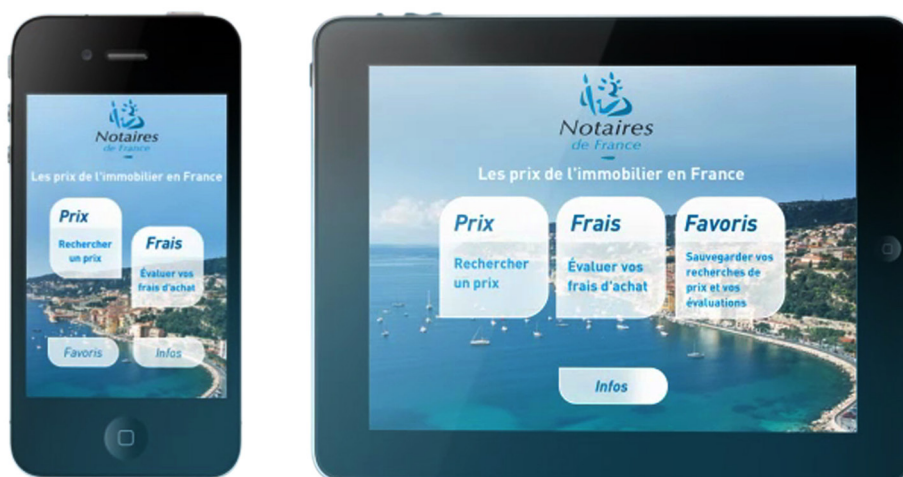 Notaires
de France
Les prix de l'immobilier en France
Prix
Rechercher
un prix
Frais
Évaluer vos
frais d'achat
Favoris
Infos
Notaires
de France
Les prix de l'immobilier en France
Prix
Rechercher
un prix
Frais
Évaluer vos
frais d'achat
Favoris
Sauvegarder vos
recherches de
prix et vos
évaluations
Infos